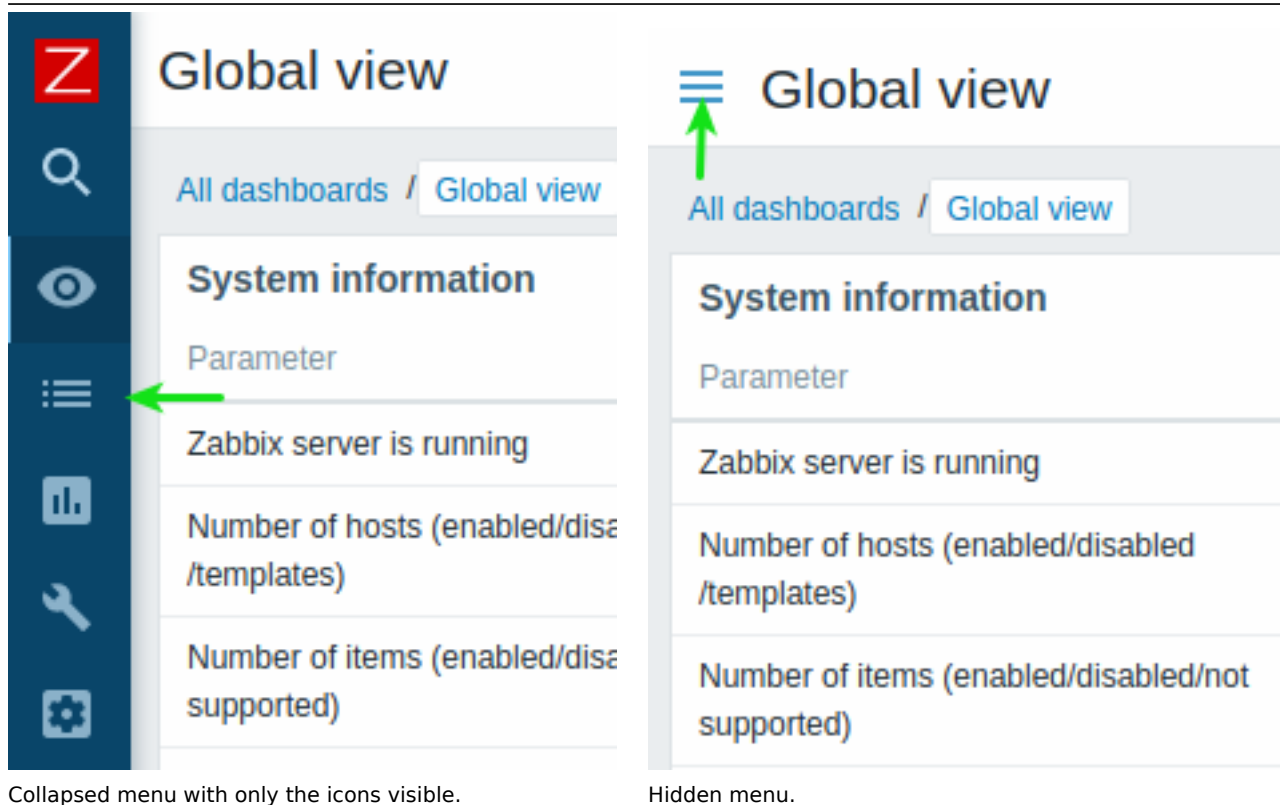 Z
Global view
All dashboards / Global view
System information
Parameter
Zabbix server is running
Number of hosts (enabled/disa
/templates)
Number of items (enabled/disa
supported)
Collapsed menu with only the icons visible.
Global view
All dashboards / Global view
System information
Parameter
Zabbix server is running
Number of hosts (enabled/disabled
/templates)
Number of items (enabled/disabled/not
supported)
Hidden menu.